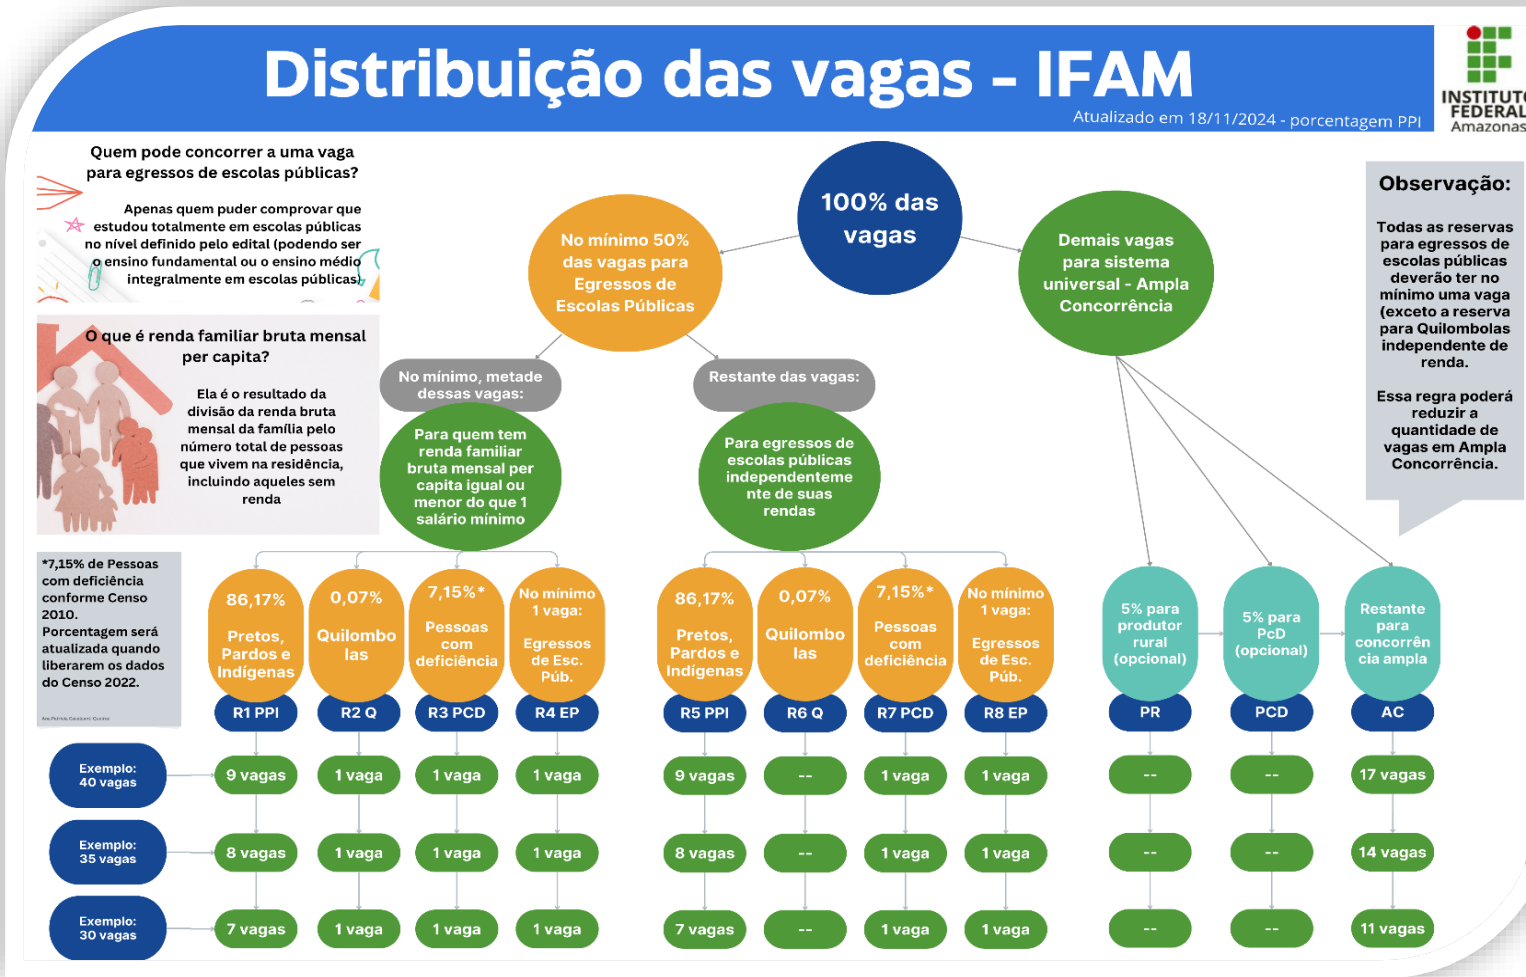 Distribuição das vagas - IFAM
Atualizado em 18/11/2024 - porcentagem PPI
INSTITUTO
FEDERAL
Amazonas
Quem pode concorrer a uma vaga
para egressos de escolas públicas?
Apenas quem puder comprovar que
estudou totalmente em escolas públicas
no nível definido pelo edital (podendo ser
o ensino fundamental ou o ensino médio
integralmente em escolas públicas)
O que é renda familiar bruta mensal
per capita?
Ela é o resultado da
divisão da renda bruta
mensal da família pelo
número total de pessoas
que vivem na residência,
incluindo aqueles sem
renda
*7,15% de Pessoas
com deficiência
conforme Censo
2010.
Porcentagem será
atualizada quando
liberarem os dados
do Censo 2022.
100% das
vagas
No mínimo 50%
das vagas para
Egressos de
Escolas Públicas
Demais vagas
para sistema
universal - Ampla
Concorrência
No mínimo, metade
dessas vagas:
Para quem tem
renda familiar
bruta mensal per
capita igual ou
menor do que 1
salário mínimo
Restante das vagas:
Para egressos de
escolas públicas
independenteme
nte de suas
rendas
Observação:
Todas as reservas
para egressos de
escolas públicas
deverão ter no
mínimo uma vaga
(exceto a reserva
para Quilombolas
independente de
renda.
Essa regra poderá
reduzir a
quantidade de
vagas em Ampla
Concorrência.
86,17%
Pretos,
Pardos e
Indígenas
R1 PPI
0,07%
Quilombo
las
R2 Q
7,15%*
Pessoas
com
deficiência
R3 PCD
No mínimo
1 vaga:
Egressos
de Esc.
Púb.
R4 EP
86,17%
Pretos,
Pardos e
Indígenas
R5 PPI
0,07%
Quilombo
las
R6 Q
7,15%*
Pessoas
com
deficiência
R7 PCD
No mínimo
1 vaga:
Egressos
de Esc.
Púb.
R8 EP
5% para
produtor
rural
(opcional)
PR
5% para
PcD
(opcional)
PCD
Restante
para
concorrên
cia ampla
AC
Exemplo:
40 vagas
9 vagas 1 vaga 1 vaga 1 vaga 9 vagas -- 1 vaga 1 vaga -- -- 17 vagas
Exemplo:
35 vagas
8 vagas 1 vaga 1 vaga 1 vaga 8 vagas -- 1 vaga 1 vaga -- -- 14 vagas
Exemplo:
30 vagas
7 vagas 1 vaga 1 vaga 1 vaga 7 vagas -- 1 vaga 1 vaga -- -- 11 vagas